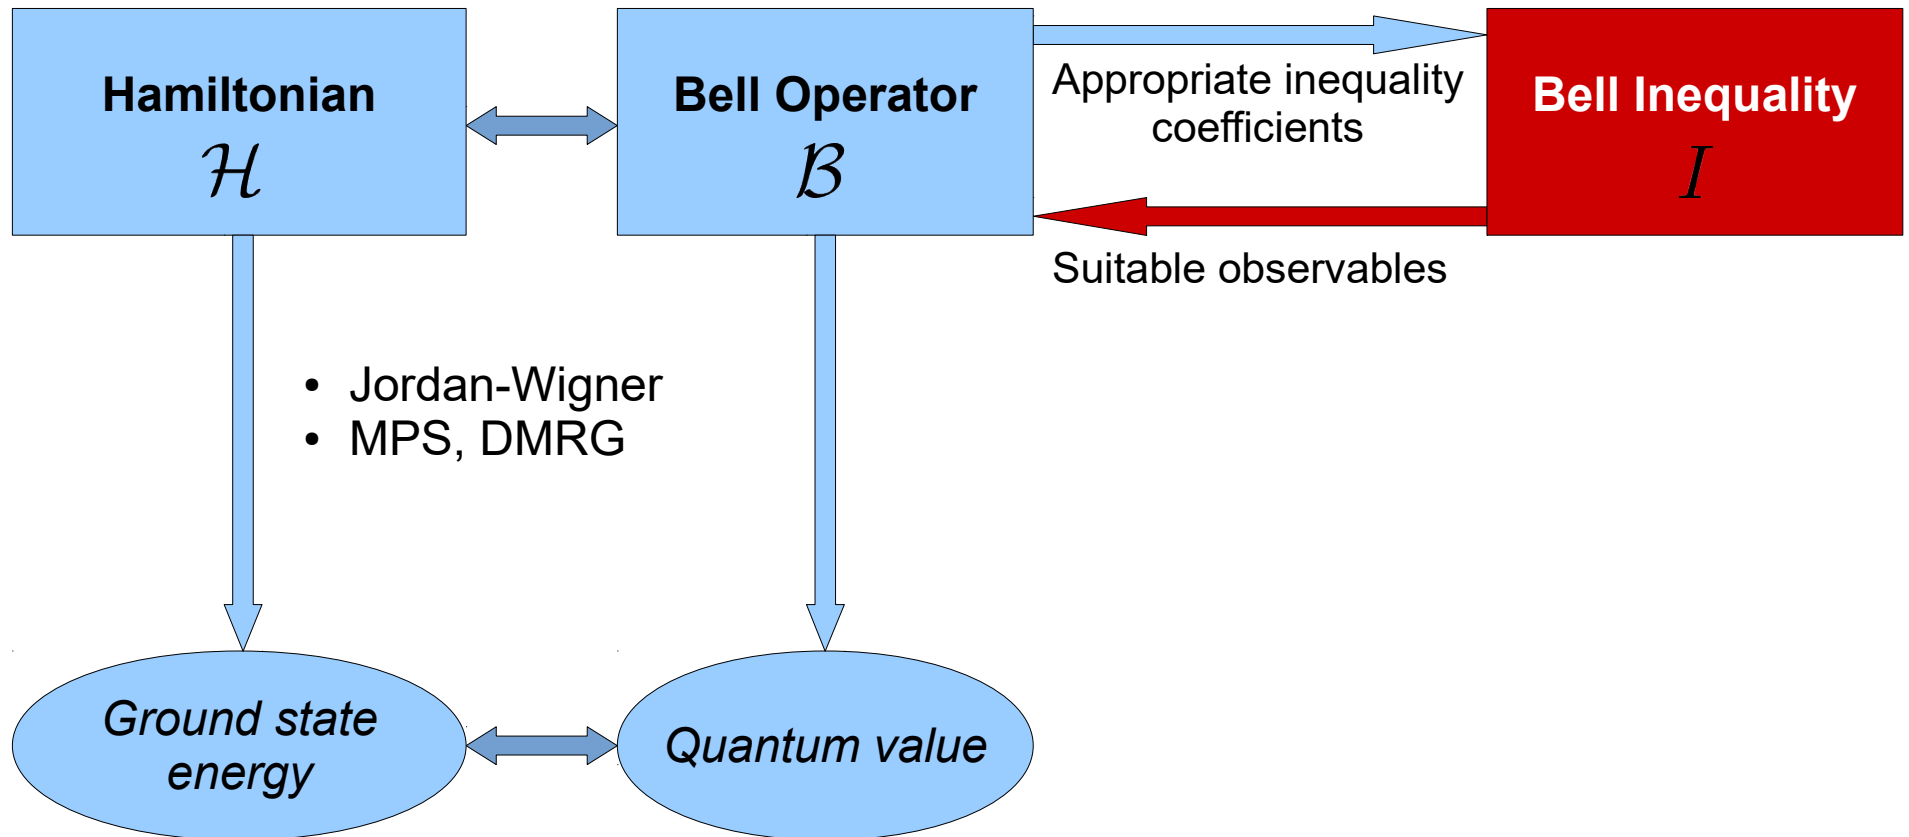 Hamiltonian
ℋ
Bell Operator
ℬ
Appropriate inequality
coefficients
Bell Inequality
I
Suitable observables
• Jordan-Wigner
• MPS, DMRG
Ground state
energy
Quantum value